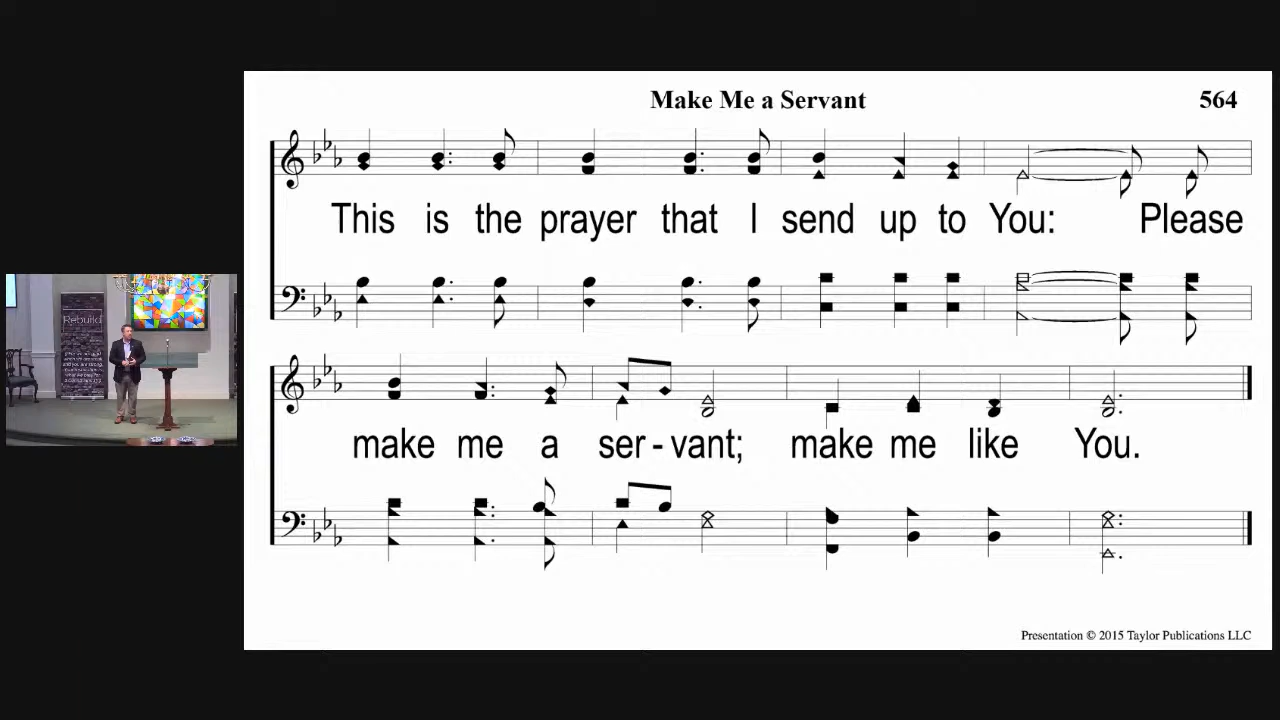 Make Me a Servant
564
This is the prayer that I send up to You: Please
make me a ser - vant; make me like You.
Presentation © 2015 Taylor Publications LLC
Rebuild